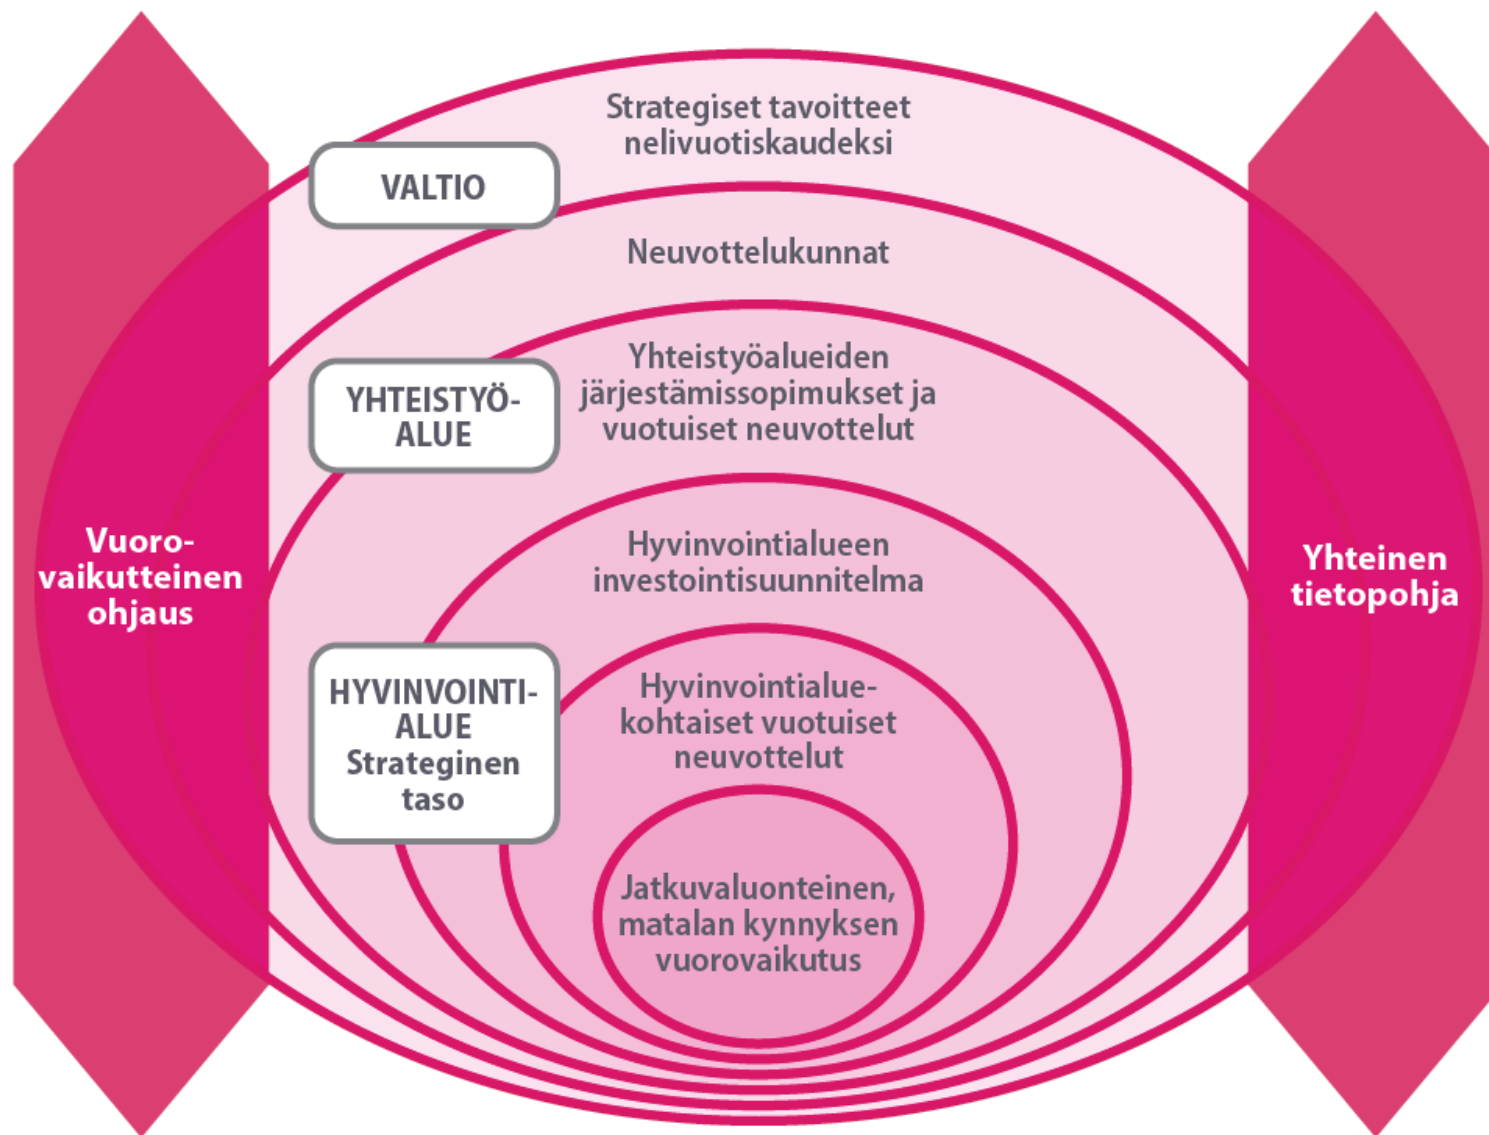 Strategiset tavoitteet
nelivuotiskaudeksi
VALTIO
Neuvottelukunnat
YHTEISTYÖ-
ALUE
Yhteistyöalueiden
järjestämissopimukset ja
vuotuiset neuvottelut
Vuoro-
vaikutteinen
ohjaus
Hyvinvointialueen
investointisuunnitelma
Yhteinen
tietopohja
HYVINVOINTI-
ALUE
Strateginen
taso
Hyvinvointialue-
kohtaiset vuotuiset
neuvottelut
Jatkuvaluonteinen,
matalan kynnyksen
vuorovaikutus